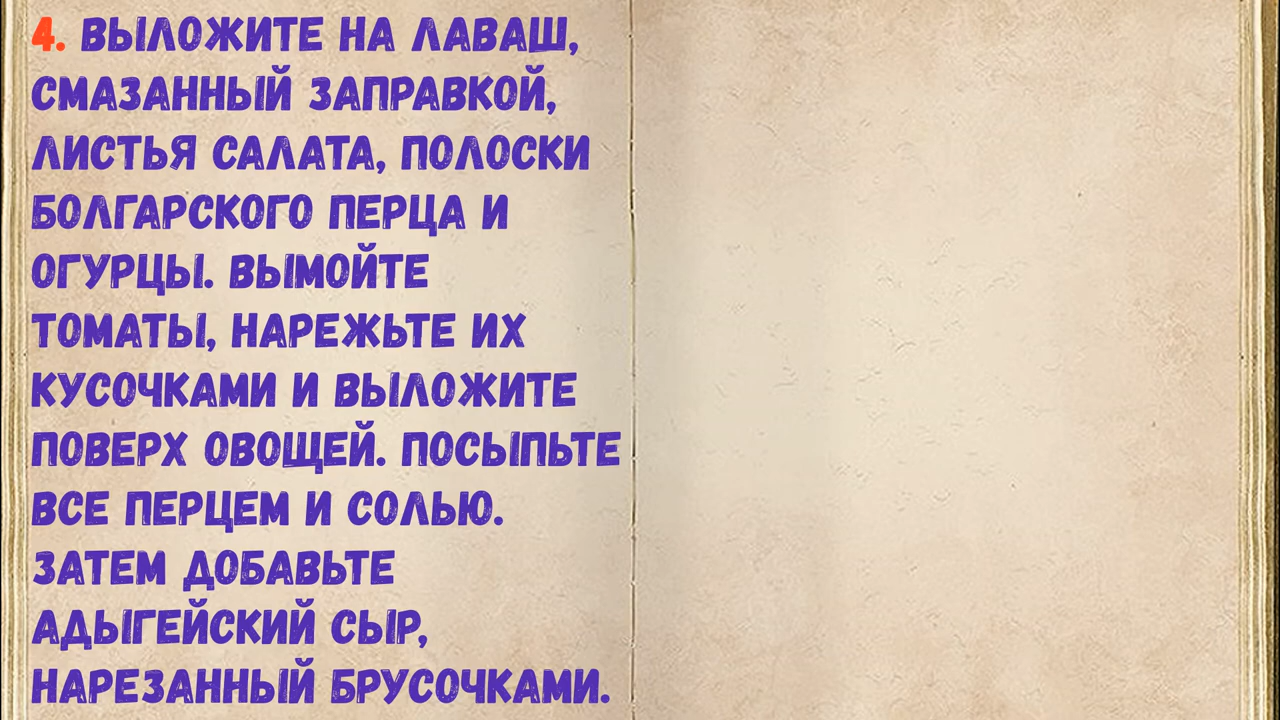 4. ВЫЛОЖИТЕ НА ЛАВАШ,
СМАЗАННЫЙ ЗАПРАВКОЙ,
ЛИСТЬЯ САЛАТА, ПОЛОСКИ
БОЛГАРСКОГО ПЕРЦА И
ОГУРЦЫ. ВЫМОЙТЕ
ТОМАТЫ, НАРЕЖЬТЕ ИХ
КУСОЧКАМИ И ВЫЛОЖИТЕ
ПОВЕРХ ОВОЩЕЙ. ПОСЫПЬТЕ
ВСЕ ПЕРЦЕМ И СОЛЬЮ.
ЗАТЕМ ДОБАВЬТЕ
АДЫГЕЙСКИЙ СЫР,
НАРЕЗАННЫЙ БРУСОЧКАМИ.